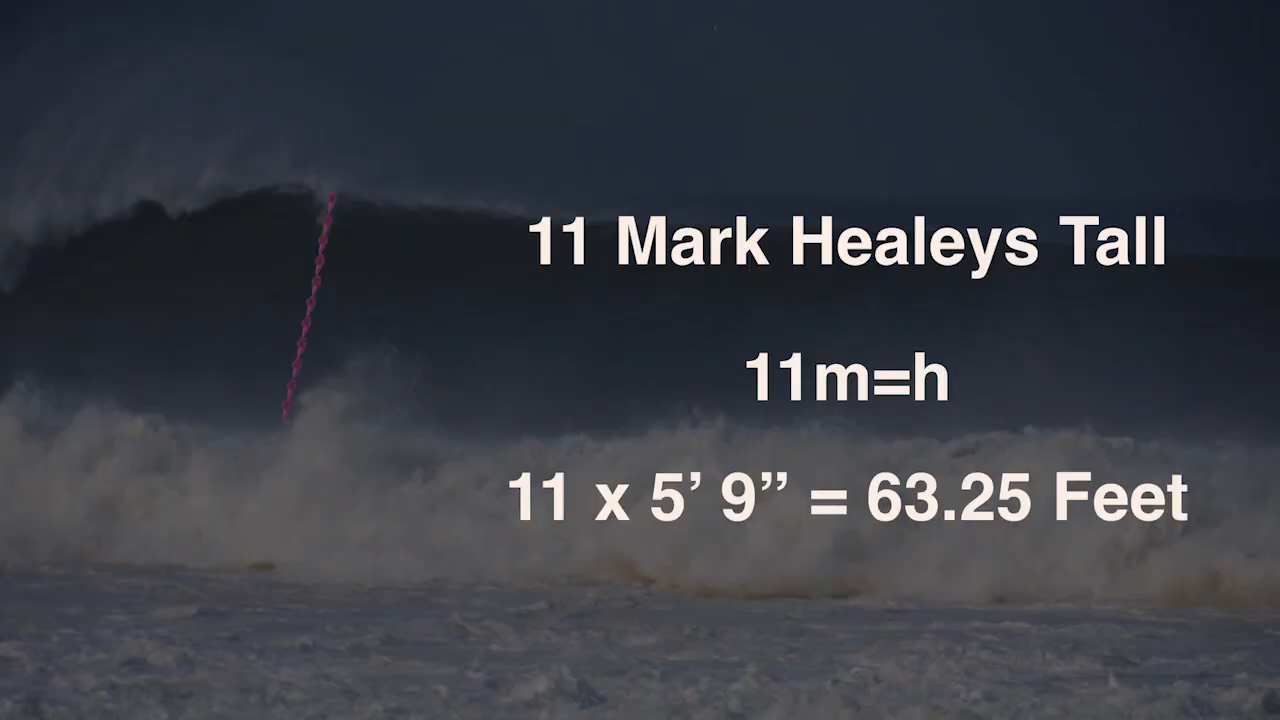 11 Mark Healeys Tall
11m=h
11 x 5’ 9” = 63.25 Feet